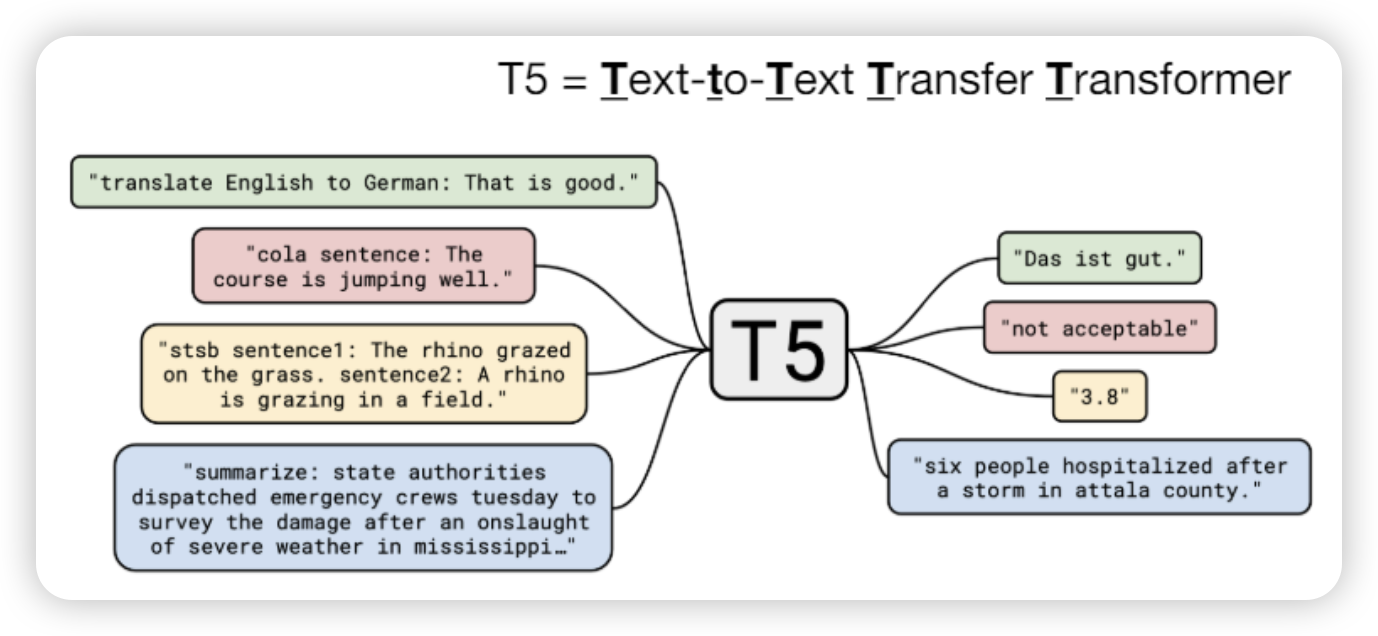 T5 = Text-to-Text Transfer Transformer
"translate English to German: That is good."
"cola sentence: The
course is jumping well."
"stsb sentence1: The rhino grazed
on the grass. sentence2: A rhino
is grazing in a field."
"summarize: state authorities
dispatched emergency crews tuesday to
survey the damage after an onslaught
of severe weather in mississippi…"
T5
"Das ist gut."
"not acceptable"
"3.8"
"six people hospitalized after
a storm in attala county."